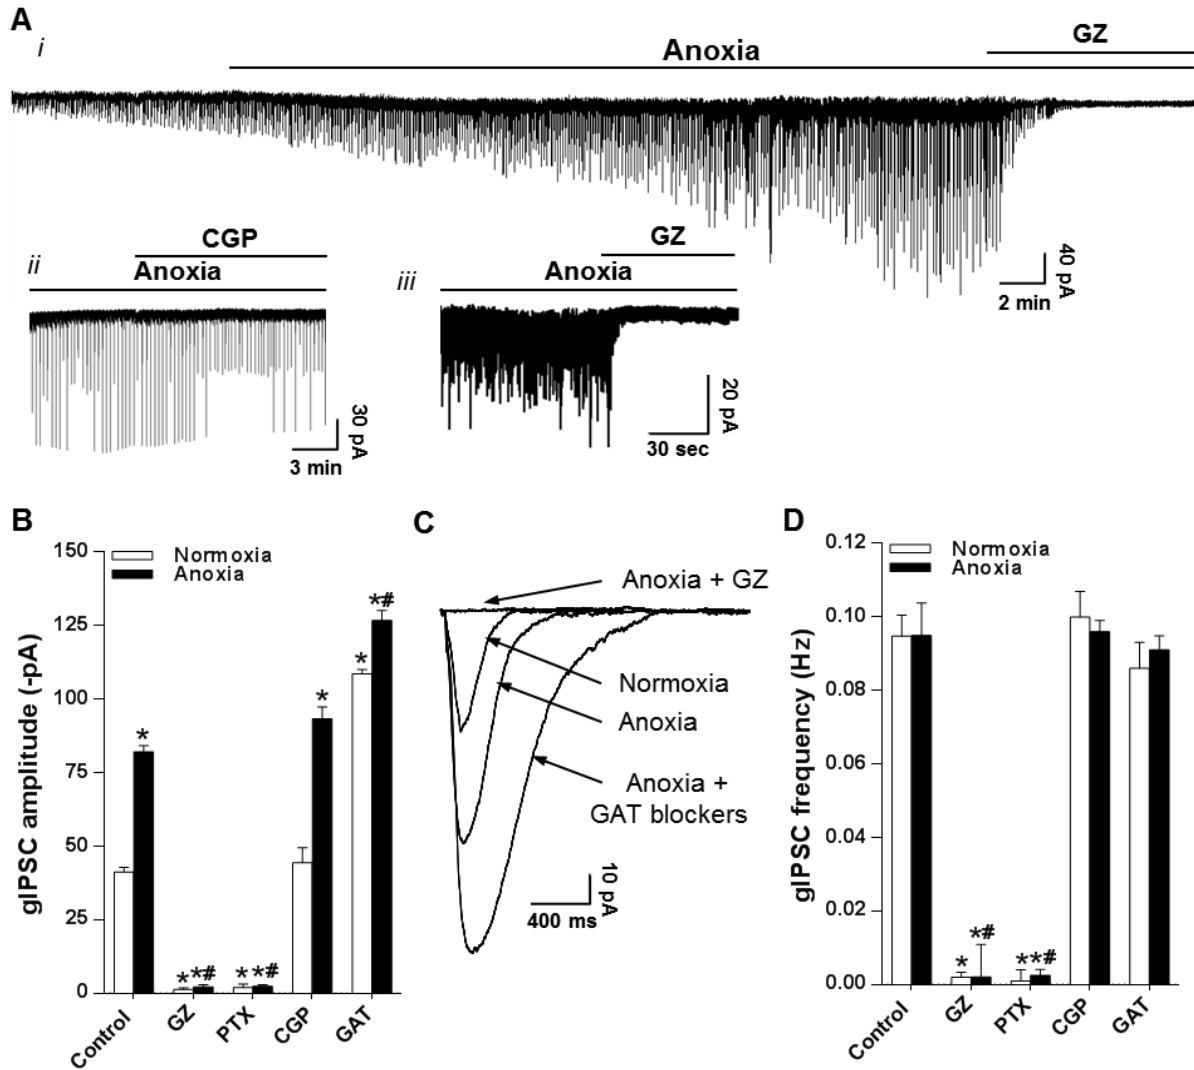 A
i
Anoxia
GZ
40 pA
2 min
ii
CGP
Anoxia
30 pA
3 min
iii
GZ
Anoxia
20 pA
30 sec
B
Normoxia
Anoxia
gIPSC amplitude (-pA)
150
125
100
75
50
25
0
*
* *#
* *#
*
*
*#
Control
GZ
PTX
CGP
GAT
C
Anoxia + GZ
Normoxia
Anoxia
Anoxia +
GAT blockers
10 pA
400 ms
D
Normoxia
Anoxia
gIPSC frequency (Hz)
0.12
0.10
0.08
0.06
0.04
0.02
0.00
*
*#
* *#
Control
GZ
PTX
CGP
GAT